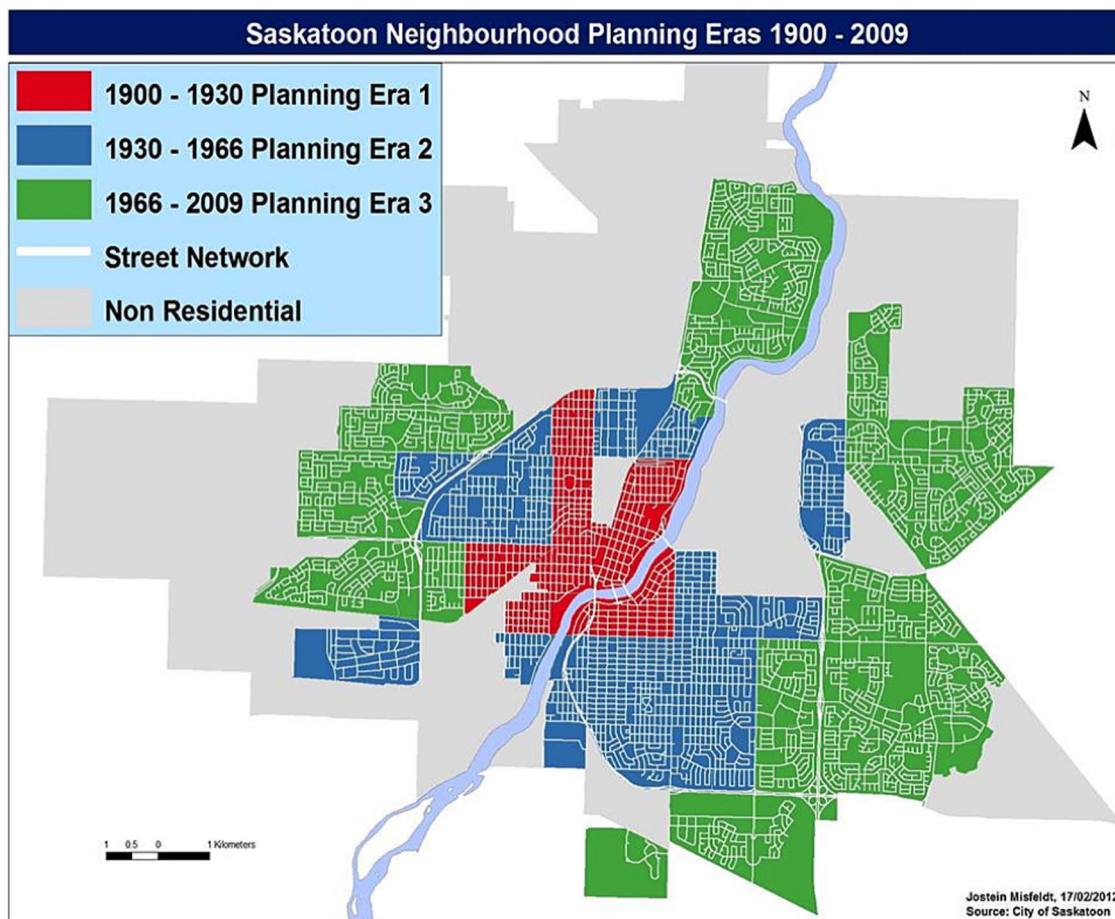 Saskatoon Neighbourhood Planning Eras 1900 - 2009
1900 - 1930 Planning Era 1
1930 - 1966 Planning Era 2
1966 - 2009 Planning Era 3
Street Network
Non Residential
N
1 0.5 0 1 Kilometers
Jostein Misfeldt, 17/02/2012
Source: City of Saskatoon